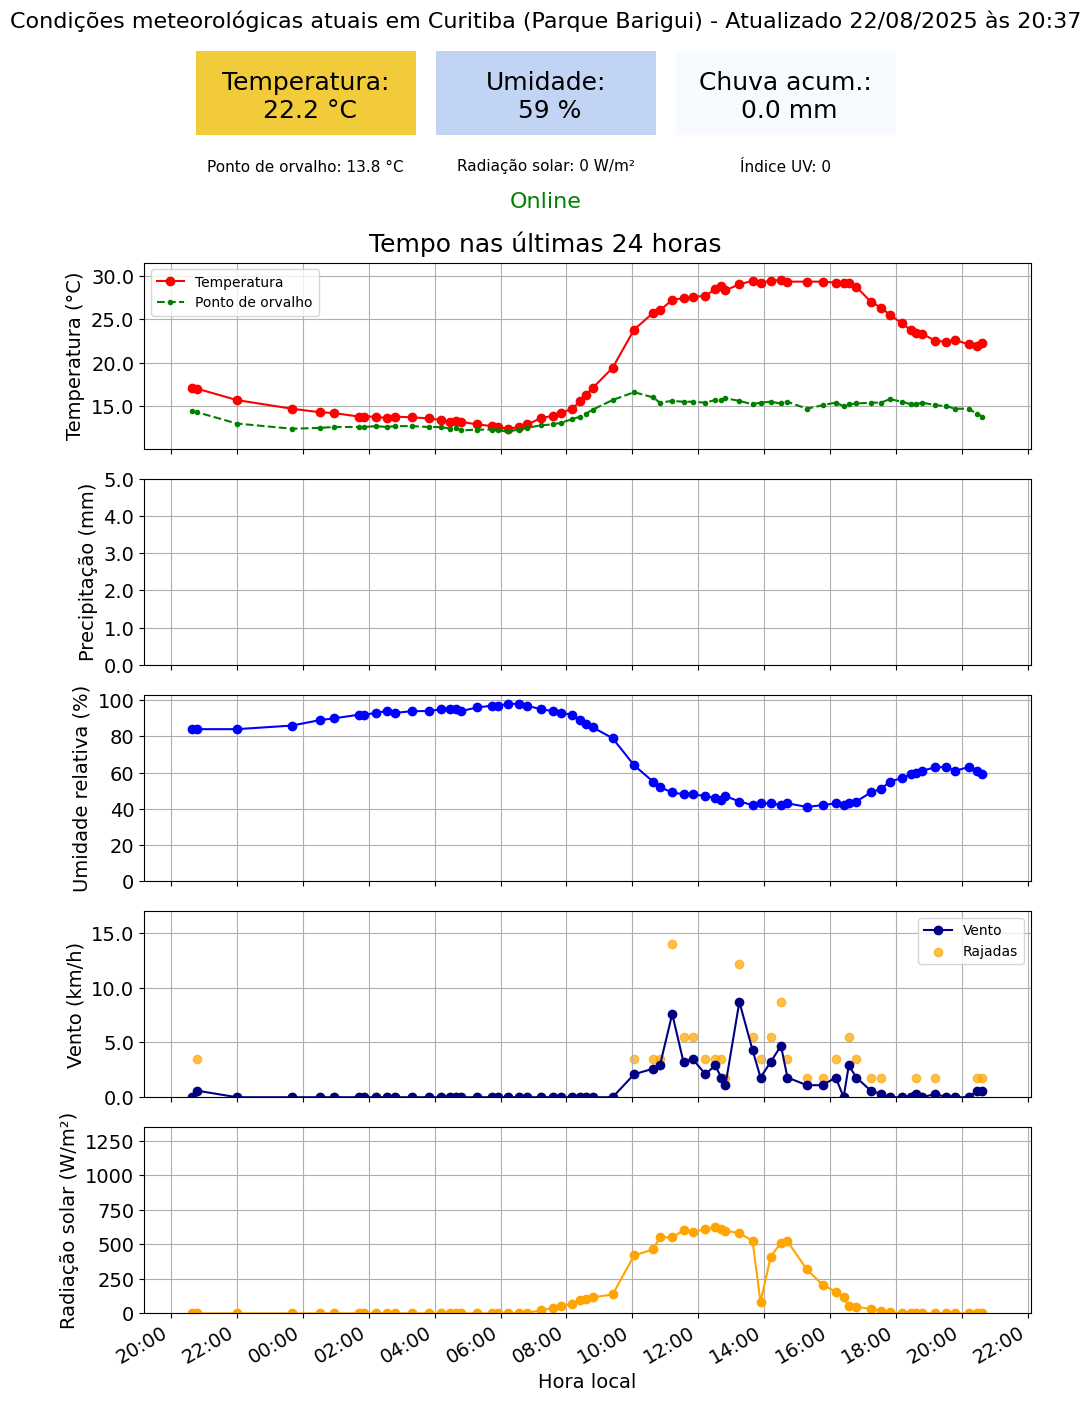 Condições meteorológicas atuais em Curitiba (Parque Barigui) - Atualizado 22/08/2025 às 20:37
Temperatura:
22.2 °C
Umidade:
59 %
Chuva acum.:
0.0 mm
Ponto de orvalho: 13.8 °C
Radiação solar: 0 W/m²
Índice UV: 0
Online
Tempo nas últimas 24 horas
Temperatura (°C)
30.0
25.0
20.0
15.0
Temperatura
Ponto de orvalho
Precipitação (mm)
5.0
4.0
3.0
2.0
1.0
0.0
Umidade relativa (%)
100
80
60
40
20
0
Vento (km/h)
15.0
10.0
5.0
0.0
Vento
Rajadas
Radiação solar (W/m²)
1250
1000
750
500
250
0
20:00
22:00
00:00
02:00
04:00
06:00
08:00
10:00
12:00
14:00
16:00
18:00
20:00
22:00
Hora local